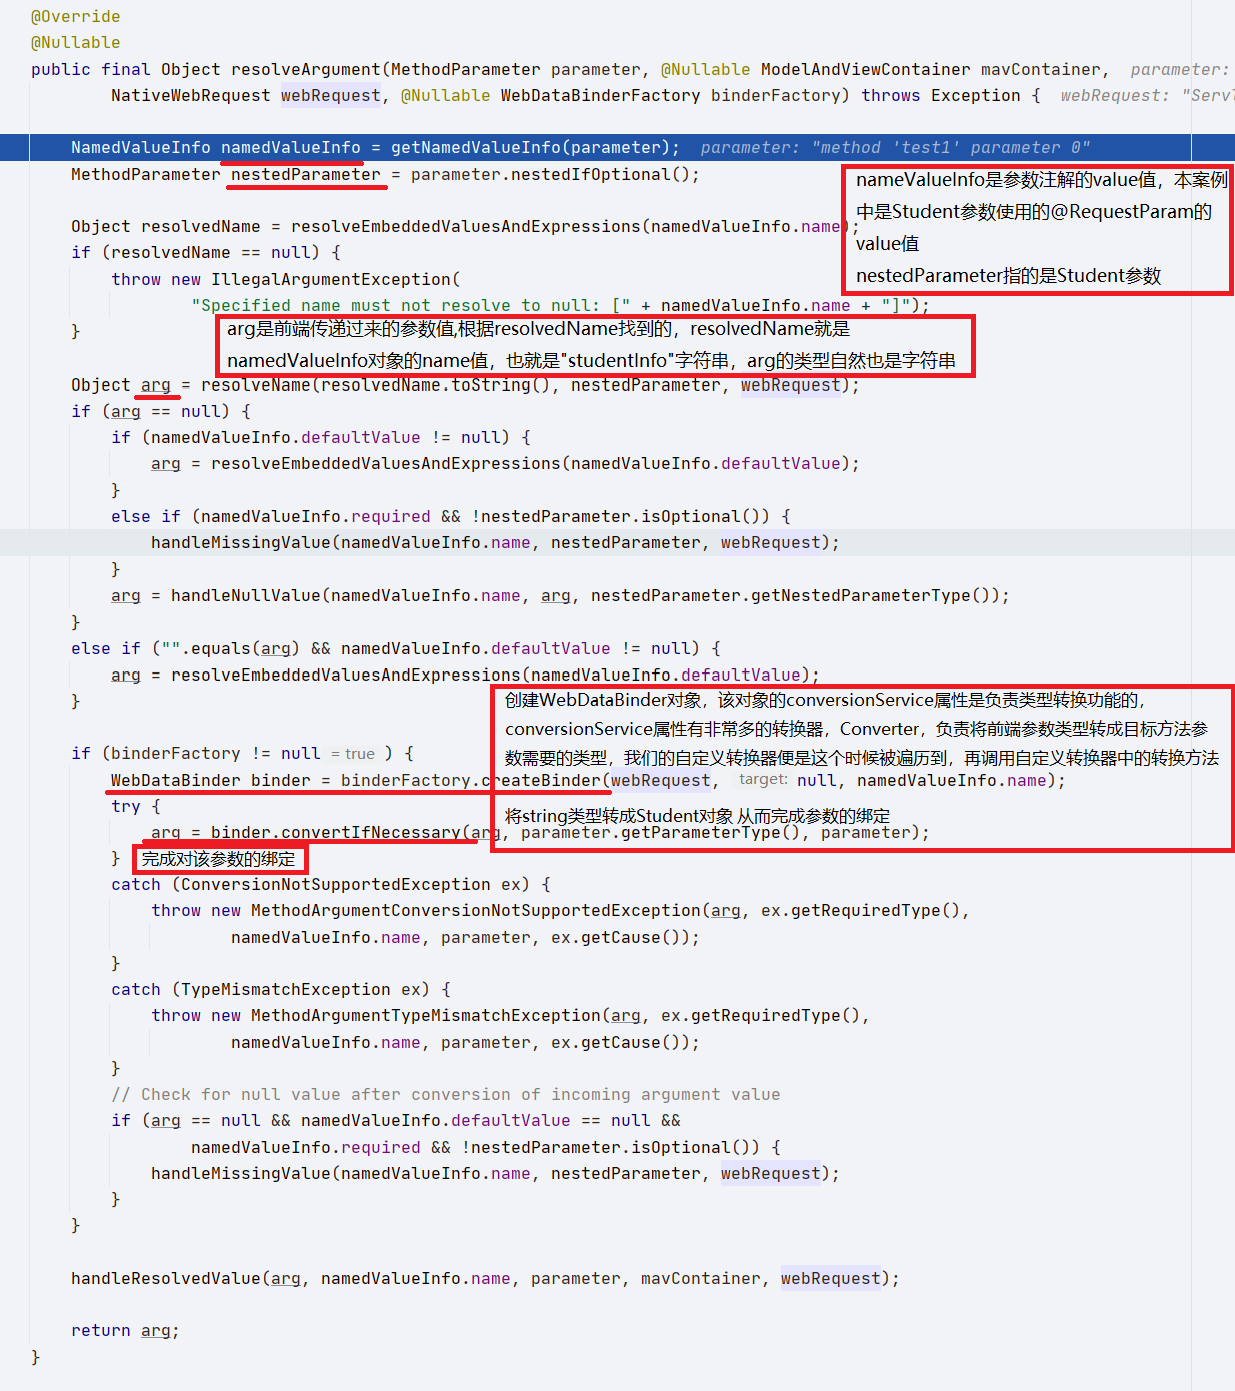 @Override
@Nullable
public final Object resolveArgument(MethodParameter parameter, @Nullable ModelAndViewContainer mavContainer, parameter:
NativeWebRequest webRequest, @Nullable WebDataBinderFactory binderFactory) throws Exception { webRequest: "Serv
NamedValueInfo namedValueInfo = getNamedValueInfo(parameter); parameter: "method 'test1' parameter 0"
MethodParameter nestedParameter = parameter.nestedIfOptional();
nameValueInfo是参数注解的value值，本案例
中是Student参数使用的@RequestParam的
value值
nestedParameter指的是Student参数
Object resolvedName = resolveEmbeddedValuesAndExpressions(namedValueInfo.name);
if (resolvedName == null) {
throw new IllegalArgumentException(
"Specified name must not resolve to null: [" + namedValueInfo.name + "]");
}
arg是前端传递过来的参数值,根据resolvedName找到的，resolvedName就是
namedValueInfo对象的name值，也就是"studentInfo"字符串，arg的类型自然也是字符串
Object arg = resolveName(resolvedName.toString(), nestedParameter, webRequest);
if (arg == null) {
if (namedValueInfo.defaultValue != null) {
arg = resolveEmbeddedValuesAndExpressions(namedValueInfo.defaultValue);
}
else if (namedValueInfo.required && !nestedParameter.isOptional()) {
handleMissingValue(namedValueInfo.name, nestedParameter, webRequest);
}
arg = handleNullValue(namedValueInfo.name, arg, nestedParameter.getNestedParameterType());
}
else if ("".equals(arg) && namedValueInfo.defaultValue != null) {
arg = resolveEmbeddedValuesAndExpressions(namedValueInfo.defaultValue);
}
创建WebDataBinder对象，该对象的conversionService属性是负责类型转换功能的，
conversionService属性有非常多的转换器，Converter，负责将前端参数类型转成目标方法参
数需要的类型，我们的自定义转换器便是这个时候被遍历到，再调用自定义转换器中的转换方法
将string类型转成Student对象 从而完成参数的绑定
if (binderFactory != null = true ) {
WebDataBinder binder = binderFactory.createBinder(webRequest, target: null, namedValueInfo.name);
try {
arg = binder.convertIfNecessary(arg, parameter.getParameterType(), parameter);
} 完成对该参数的绑定
catch (ConversionNotSupportedException ex) {
throw new MethodArgumentConversionNotSupportedException(arg, ex.getRequiredType(),
namedValueInfo.name, parameter, ex.getCause());
}
catch (TypeMismatchException ex) {
throw new MethodArgumentTypeMismatchException(arg, ex.getRequiredType(),
namedValueInfo.name, parameter, ex.getCause());
}
// Check for null value after conversion of incoming argument value
if (arg == null && namedValueInfo.defaultValue == null &&
namedValueInfo.required && !nestedParameter.isOptional()) {
handleMissingValue(namedValueInfo.name, nestedParameter, webRequest);
}
}
handleResolvedValue(arg, namedValueInfo.name, parameter, mavContainer, webRequest);
return arg;
}